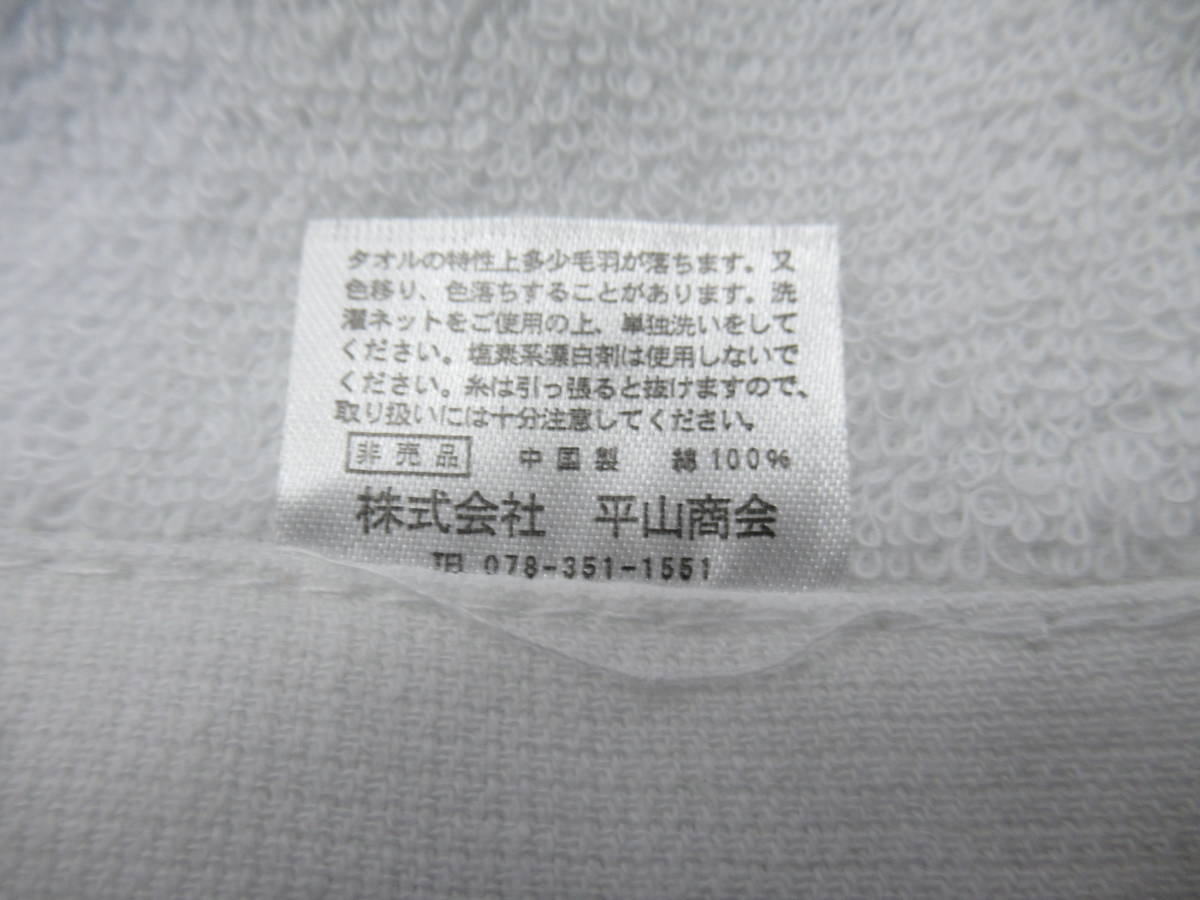 タオルの特性上多少毛羽が落ちます。又
色移り、色落ちすることがあります。洗
濯ネットをご使用の上、単独洗いをして
ください。塩素系漂白剤は使用しないで
ください。糸は引っ張ると抜けますので、
取り扱いには十分注意してください。
非売品 中国製 綿100%
株式会社 平山商会
TEL 078-351-1551